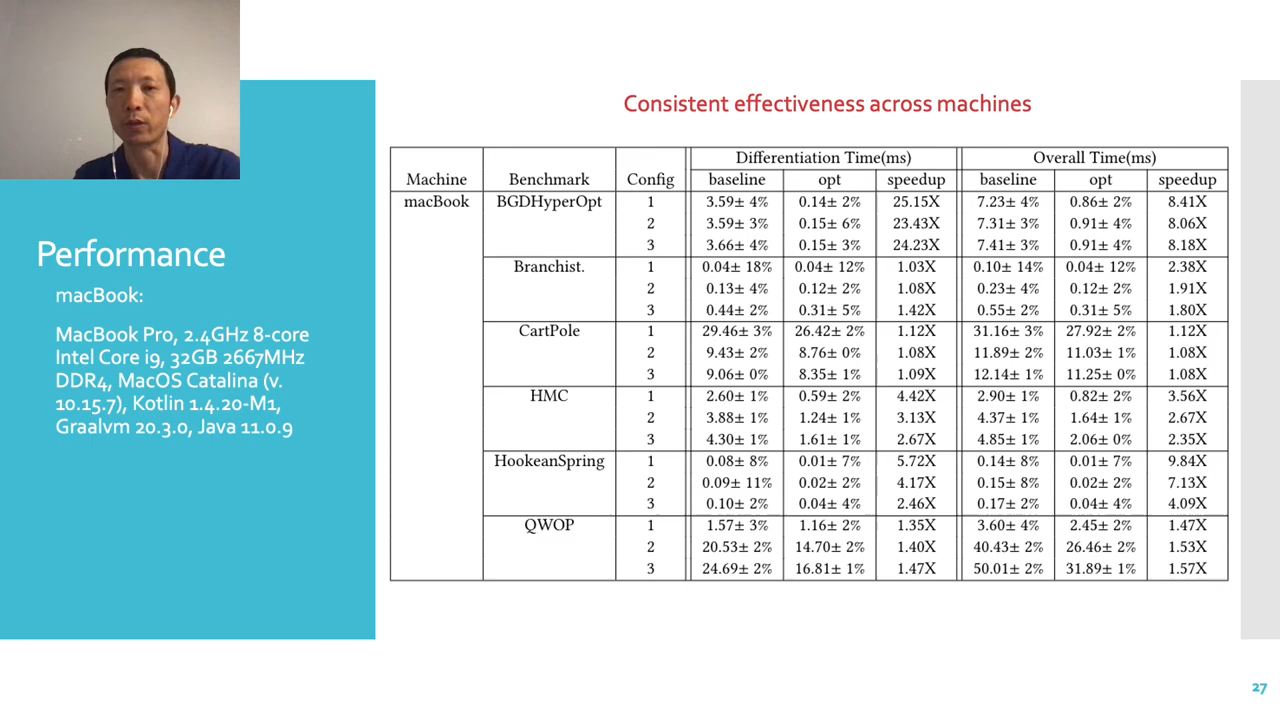 Consistent effectiveness across machines
Performance
macBook:
MacBook Pro, 2.4GHz 8-core
Intel Core i9, 32GB 2667MHz
DDR4, MacOS Catalina (v.
10.15.7), Kotlin 1.4.20-M1,
Graalvm 20.3.0, Java 11.0.9
Differentiation Time(ms) Overall Time(ms)
Machine Benchmark Config baseline opt speedup baseline opt speedup
macBook BGDHyperOpt 1 3.59± 4% 0.14± 2% 25.15X 7.23± 4% 0.86± 2% 8.41X
2 3.59± 3% 0.15± 6% 23.43X 7.31± 3% 0.91± 4% 8.06X
3 3.66± 4% 0.15± 3% 24.23X 7.41± 3% 0.91± 4% 8.18X
Branchist. 1 0.04± 18% 0.04± 12% 1.03X 0.10± 14% 0.04± 12% 2.38X
2 0.13± 4% 0.12± 2% 1.08X 0.23± 4% 0.12± 2% 1.91X
3 0.44± 2% 0.31± 5% 1.42X 0.55± 2% 0.31± 5% 1.80X
CartPole 1 29.46± 3% 26.42± 2% 1.12X 31.16± 3% 27.92± 2% 1.12X
2 9.43± 2% 8.76± 0% 1.08X 11.89± 2% 11.03± 1% 1.08X
3 9.06± 0% 8.35± 1% 1.09X 12.14± 1% 11.25± 0% 1.08X
HMC 1 2.60± 1% 0.59± 2% 4.42X 2.90± 1% 0.82± 2% 3.56X
2 3.88± 1% 1.24± 1% 3.13X 4.37± 1% 1.64± 1% 2.67X
3 4.30± 1% 1.61± 1% 2.67X 4.85± 1% 2.06± 0% 2.35X
HookeanSpring 1 0.08± 8% 0.01± 7% 5.72X 0.14± 8% 0.01± 7% 9.84X
2 0.09± 11% 0.02± 2% 4.17X 0.15± 8% 0.02± 2% 7.13X
3 0.10± 2% 0.04± 4% 2.46X 0.17± 2% 0.04± 4% 4.09X
QWOP 1 1.57± 3% 1.16± 2% 1.35X 3.60± 4% 2.45± 2% 1.47X
2 20.53± 2% 14.70± 2% 1.40X 40.43± 2% 26.46± 2% 1.53X
3 24.69± 2% 16.81± 1% 1.47X 50.01± 2% 31.89± 1% 1.57X
27